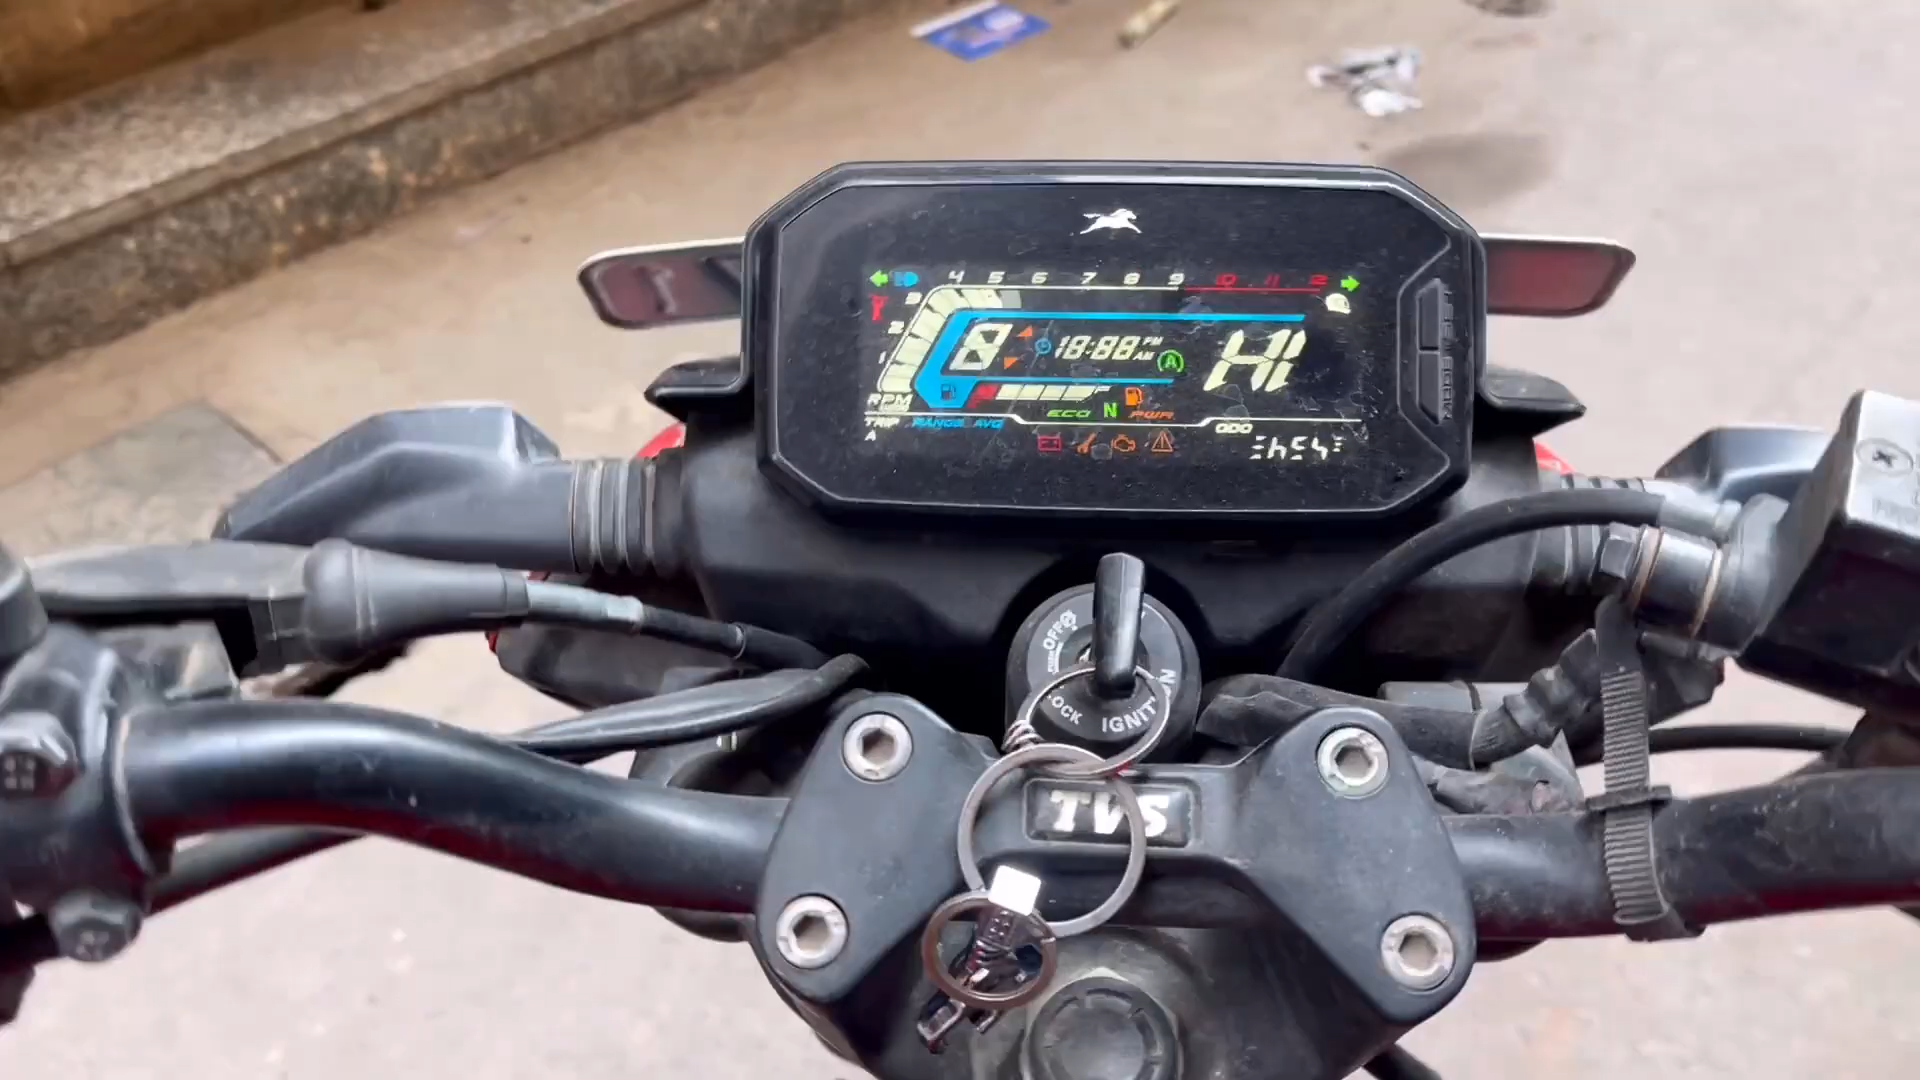 4 5 6 7 8 9 10 11 12
3
2
1
8
18:88 PM
AM
(A)
HI
RPM
ECO N PWR
TRIP RANGE AVG
ODO
A
OFF
LOCK
IGNITION
TVS